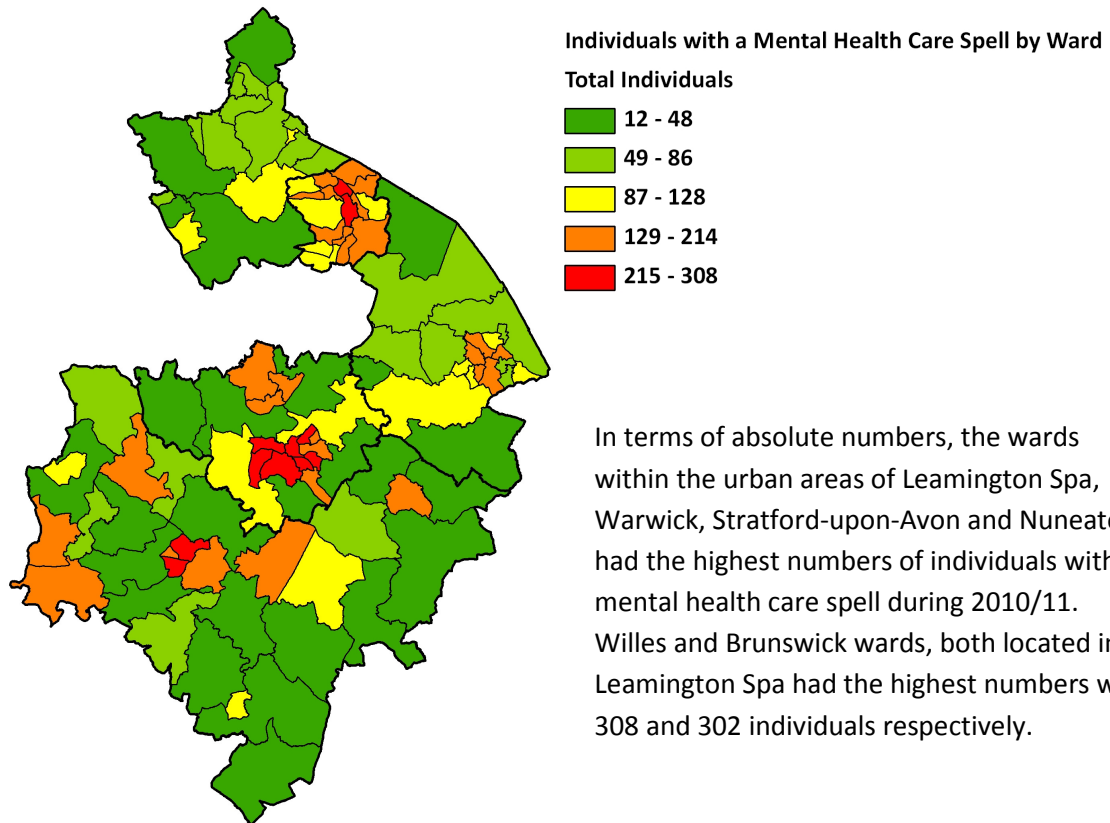 Individuals with a Mental Health Care Spell by Ward
Total Individuals
12 - 48
49 - 86
87 - 128
129 - 214
215 - 308
In terms of absolute numbers, the wards
within the urban areas of Leamington Spa,
Warwick, Stratford-upon-Avon and
had the highest numbers of individuals with
mental health care spell during 2010/11.
Willes and Brunswick wards, both located
Leamington Spa had the highest numbers
308 and 302 individuals respectively.